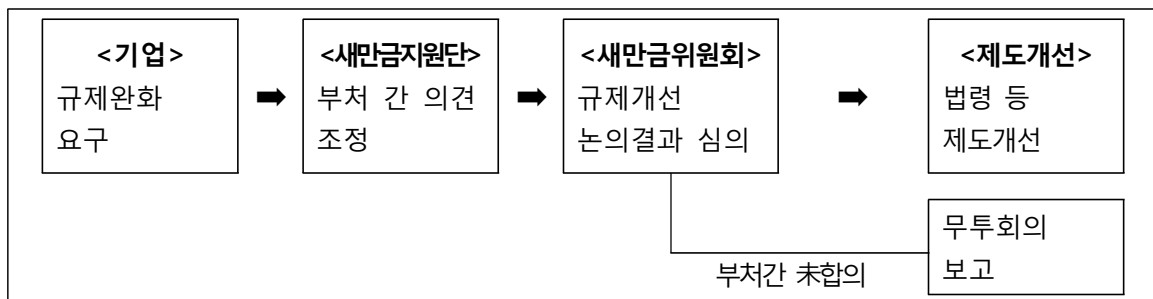 <기업>
규제완화
요구
➡
<새만금지원단>
부처 간 의견
조정
➡
<새만금위원회>
규제개선
논의결과 심의
➡
<제도개선>
법령 등
제도개선
부처간 未합의
무투회의
보고